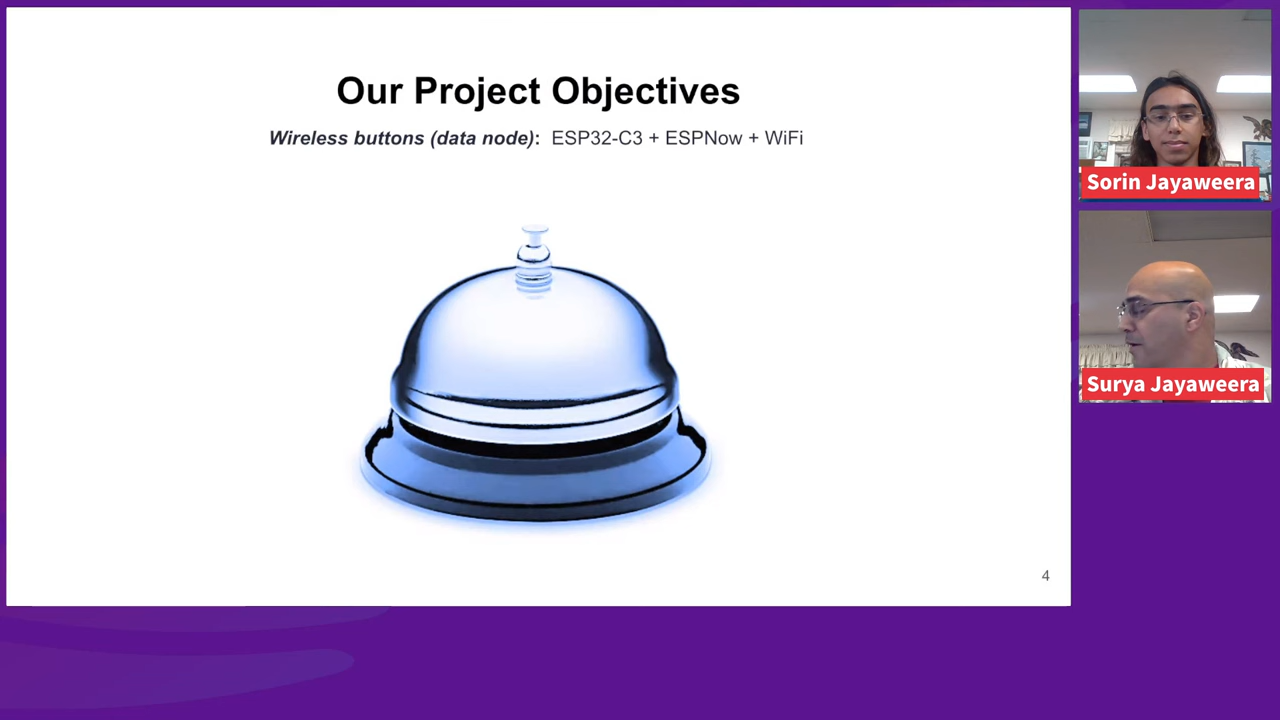 Our Project Objectives
Wireless buttons (data node): ESP32-C3 + ESPNow + WiFi
4
Sorin Jayaweera
Surya Jayaweera